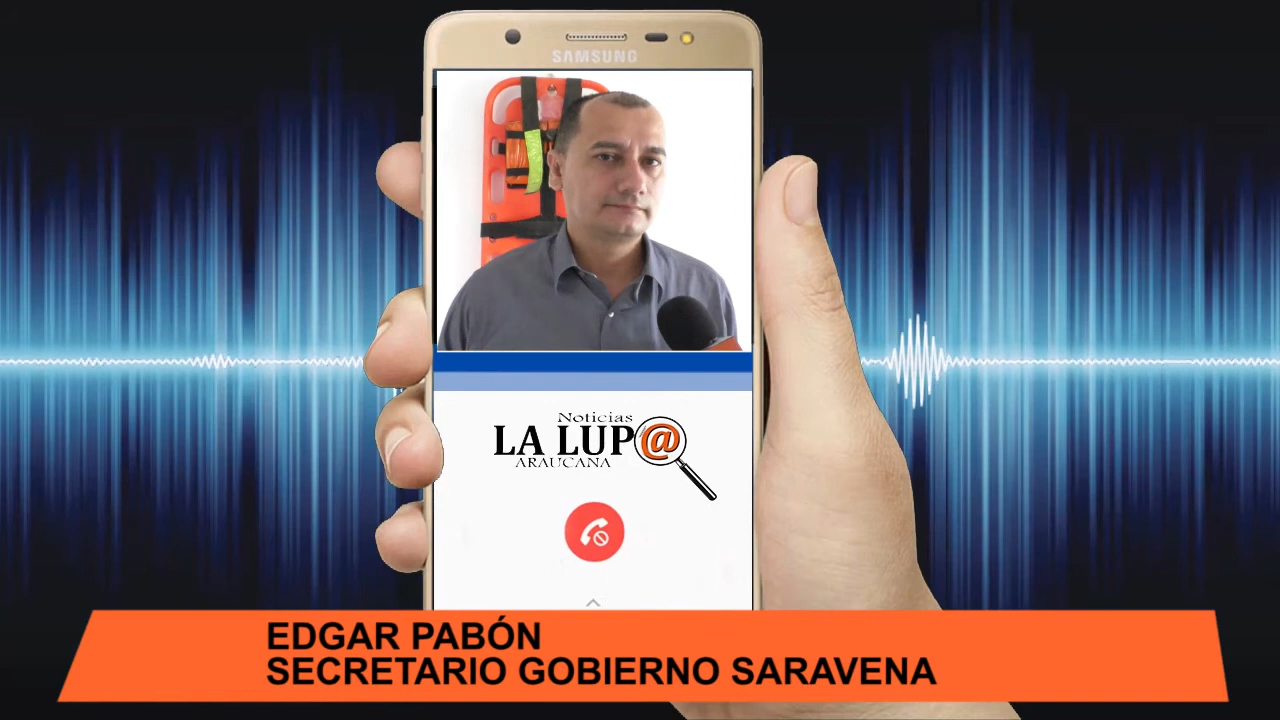 SAMSUNG
Noticias
LA LUP@
ARAUCANA
EDGAR PABÓN
SECRETARIO GOBIERNO SARAVENA